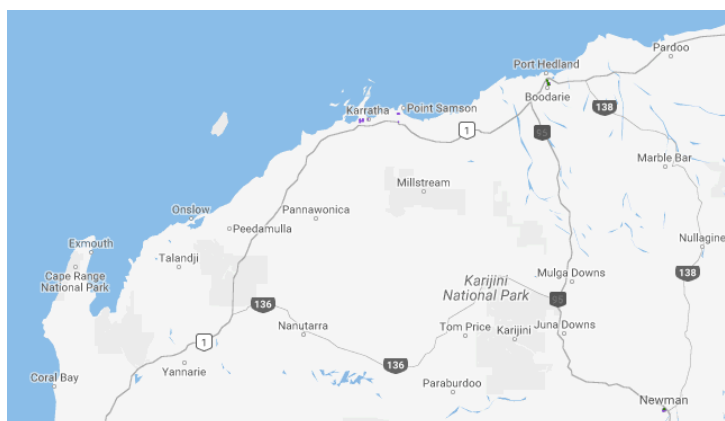 Pardoo
Port Hedland
Boodarie
Karratha
Point Samson
138
1
95
Marble Bar
Millstream
Onslow
Pannawonica
Peedamulla
Exmouth
Nullagine
Talandji
Cape Range
National Park
Karijini
National Park
Mulga Downs
138
136
95
Nanutarra
Tom Price
Karijini
Juna Downs
1
Yannarie
136
Coral Bay
Paraburdoo
Newman